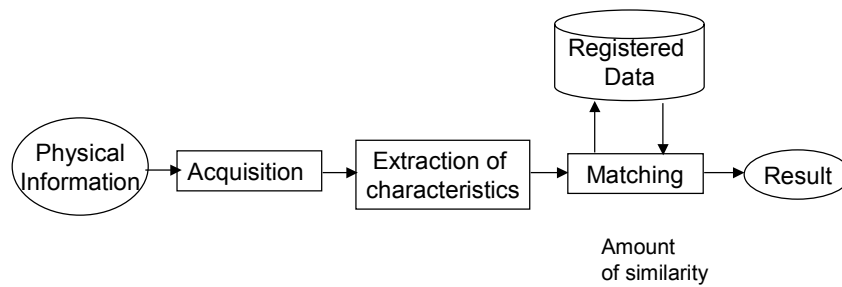 Registered
Data
Physical
Information
Acquisition
Extraction of
characteristics
Matching
Result
Amount
of similarity